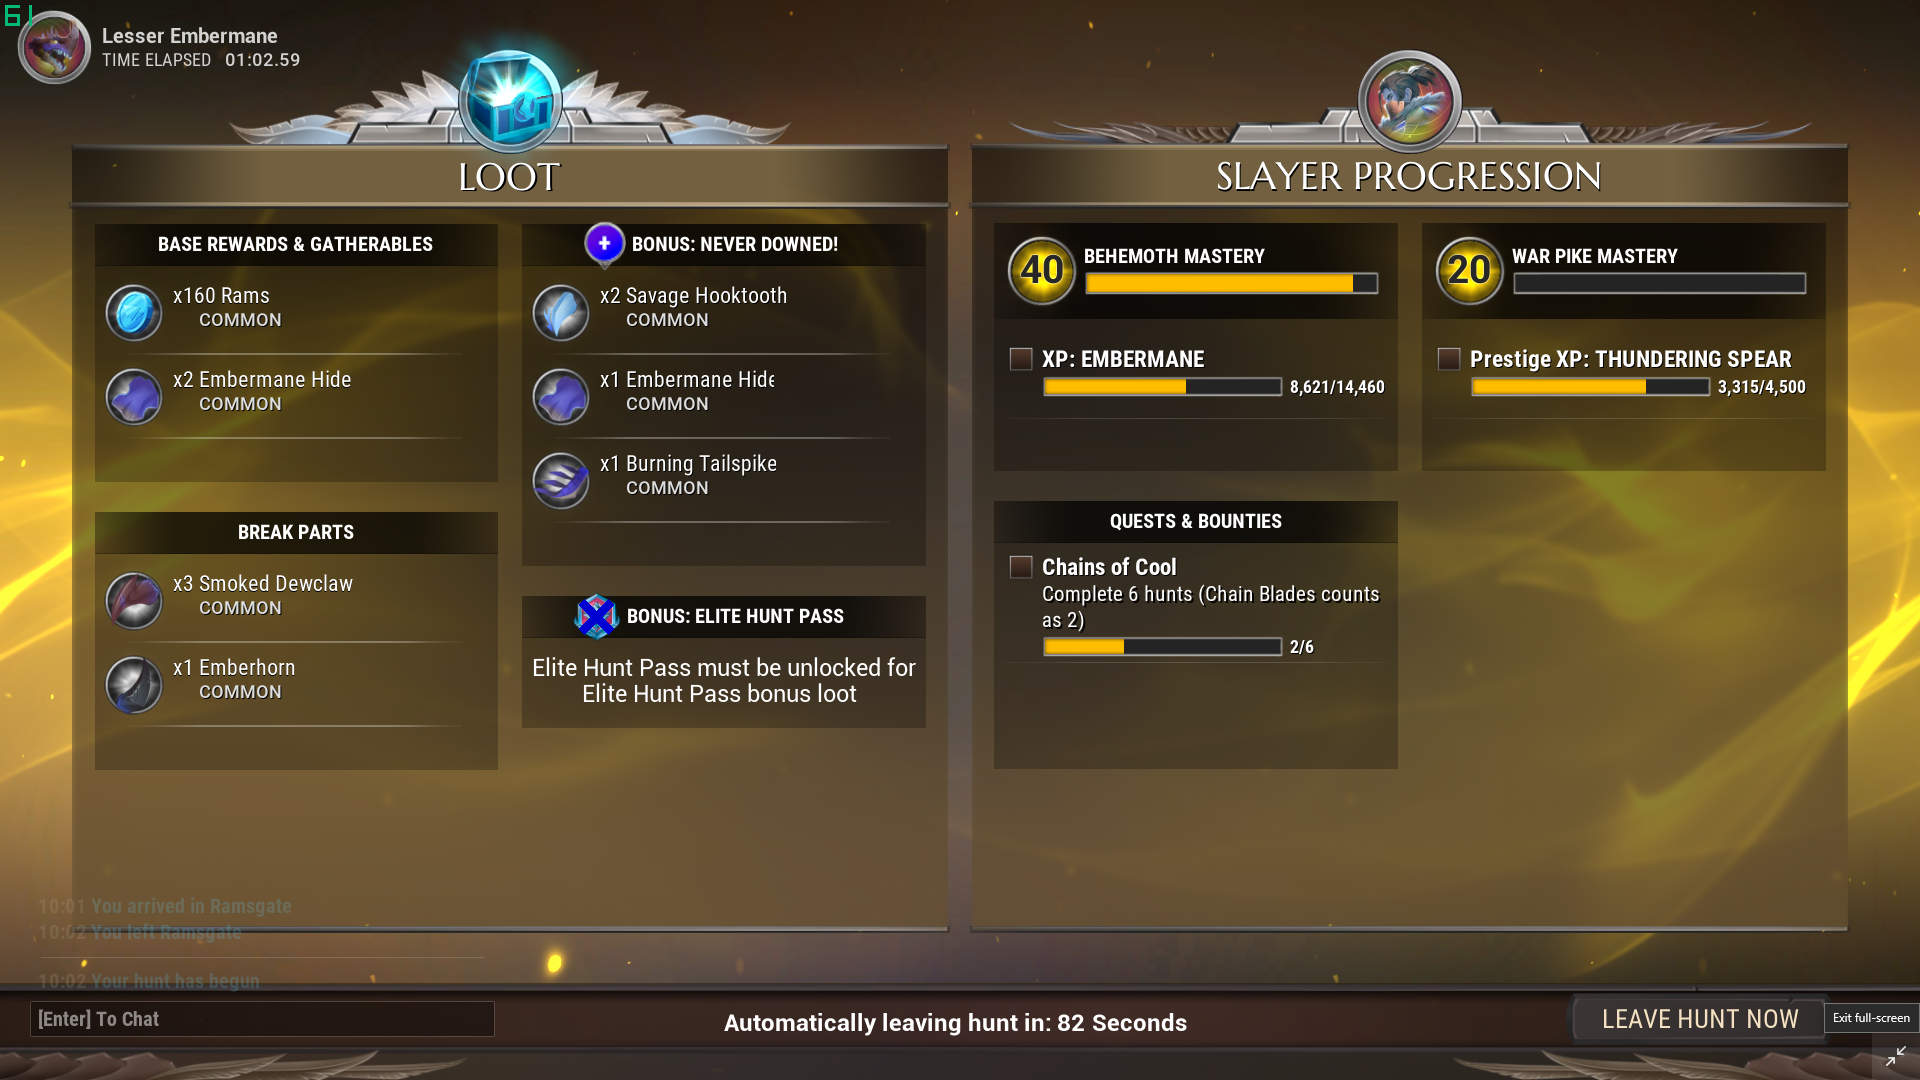 61
Lesser Embermane
TIME ELAPSED 01:02.59
LOOT
BASE REWARDS & GATHERABLES
x160 Rams
COMMON
x2 Embermane Hide
COMMON
BREAK PARTS
x3 Smoked Dewclaw
COMMON
x1 Emberhorn
COMMON
BONUS: NEVER DOWNED!
x2 Savage Hooktooth
COMMON
x1 Embermane Hide
COMMON
x1 Burning Tailspike
COMMON
BONUS: ELITE HUNT PASS
Elite Hunt Pass must be unlocked for
Elite Hunt Pass bonus loot
SLAYER PROGRESSION
40
BEHEMOTH MASTERY
XP: EMBERMANE
8,621/14,460
20
WAR PIKE MASTERY
Prestige XP: THUNDERING SPEAR
3,315/4,500
QUESTS & BOUNTIES
Chains of Cool
Complete 6 hunts (Chain Blades counts
as 2)
2/6
10:01 You arrived in Ramsgate
10:02 You left Ramsgate
10:02 Your hunt has begun
[Enter] To Chat
Automatically leaving hunt in: 82 Seconds
LEAVE HUNT NOW
Exit full-screen